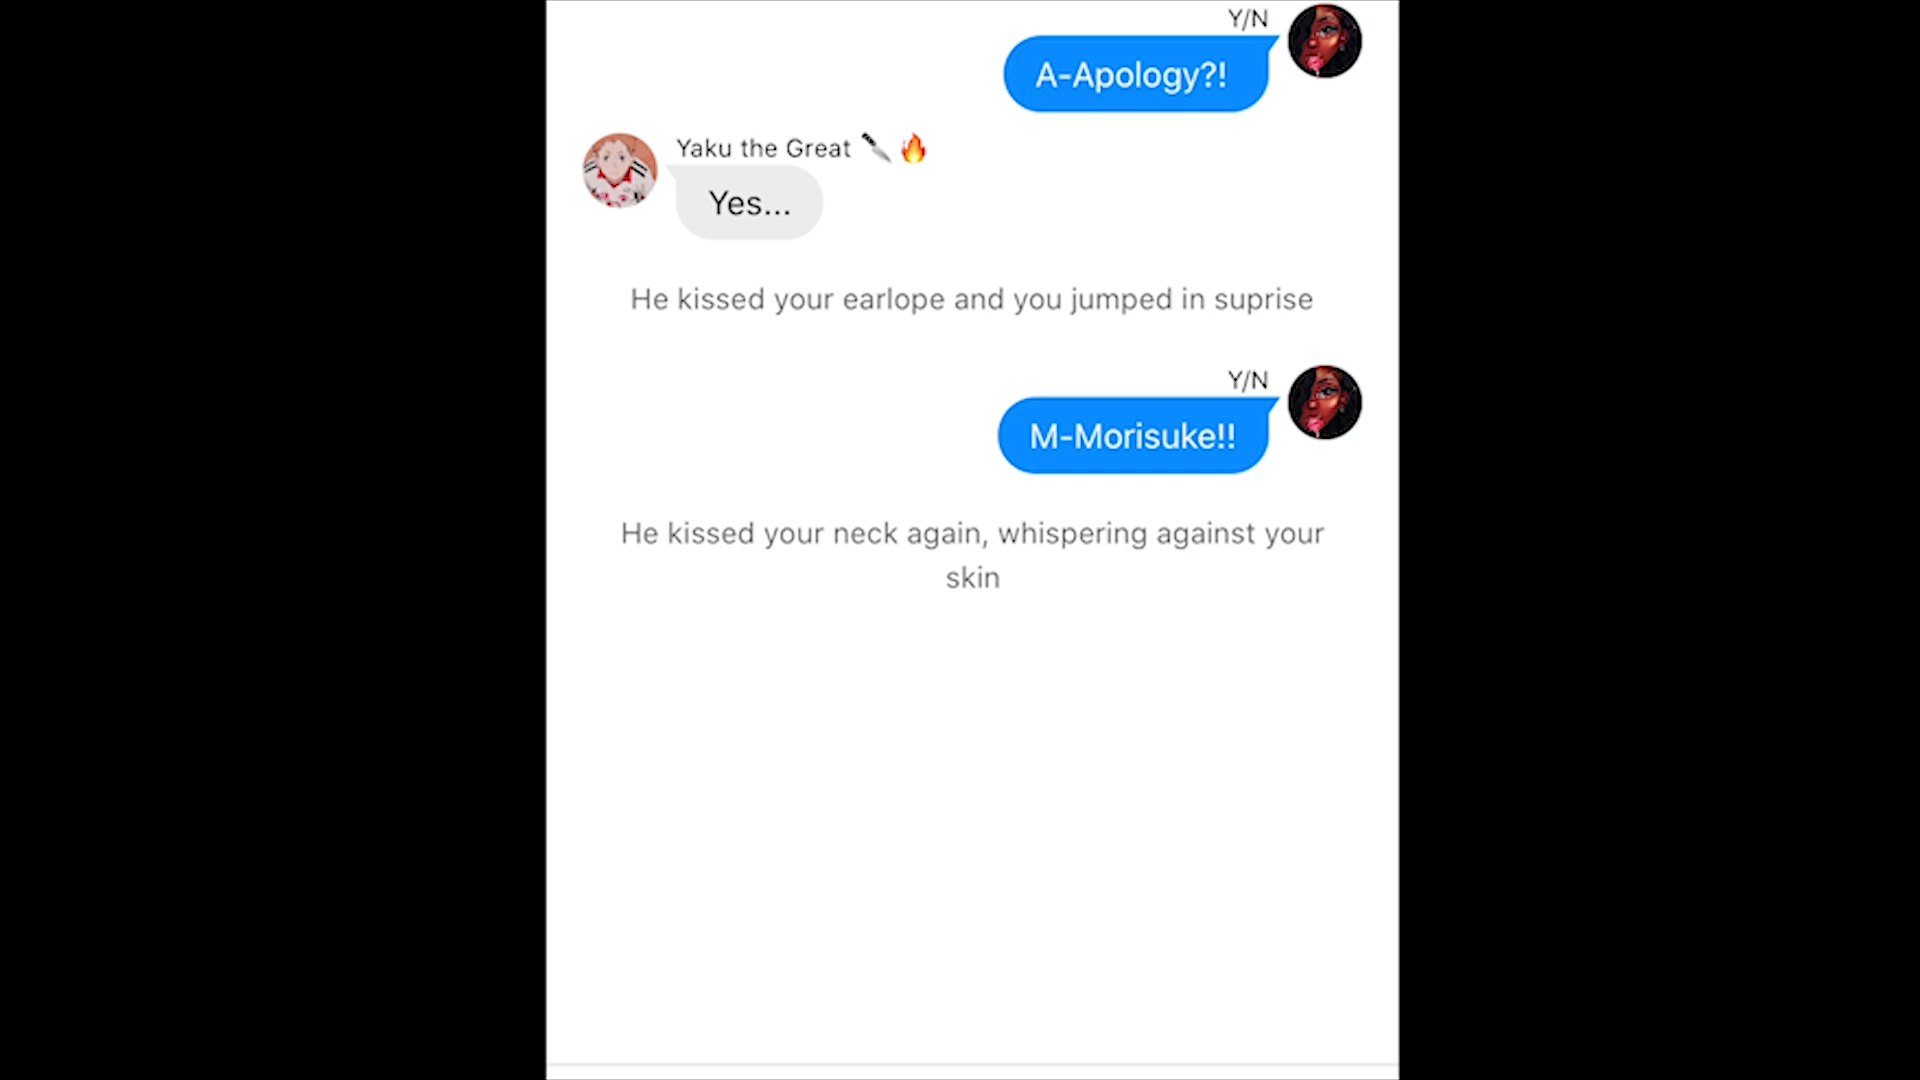 Y/N
A-Apology?!
Yaku the Great 🔪🔥
Yes...
He kissed your earlope and you jumped in suprise
Y/N
M-Morisuke!!
He kissed your neck again, whispering against your
skin